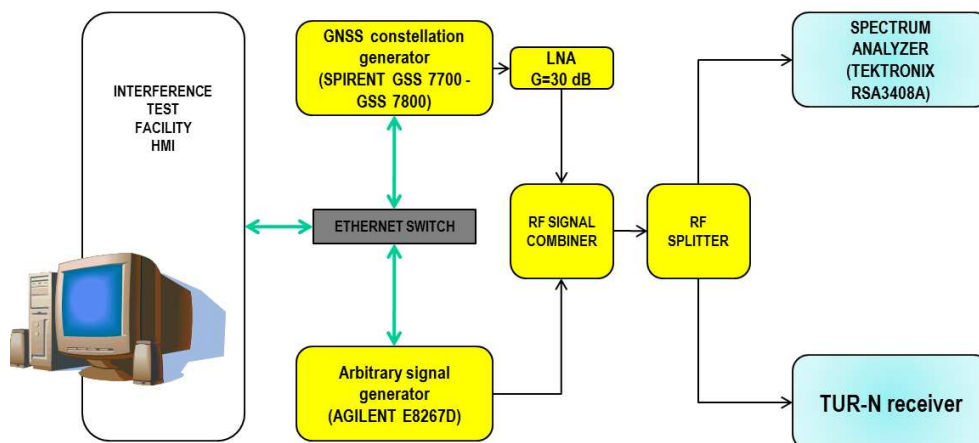 INTERFERENCE
TEST
FACILITY
HMI
GNSS constellation
generator
(SPIRENT GSS 7700 -
GSS 7800)
LNA
G=30 dB
SPECTRUM
ANALYZER
(TEKTRONIX
RSA3408A)
ETHERNET SWITCH
RF SIGNAL
COMBINER
RF
SPLITTER
Arbitrary signal
generator
(AGILENT E8267D)
TUR-N receiver